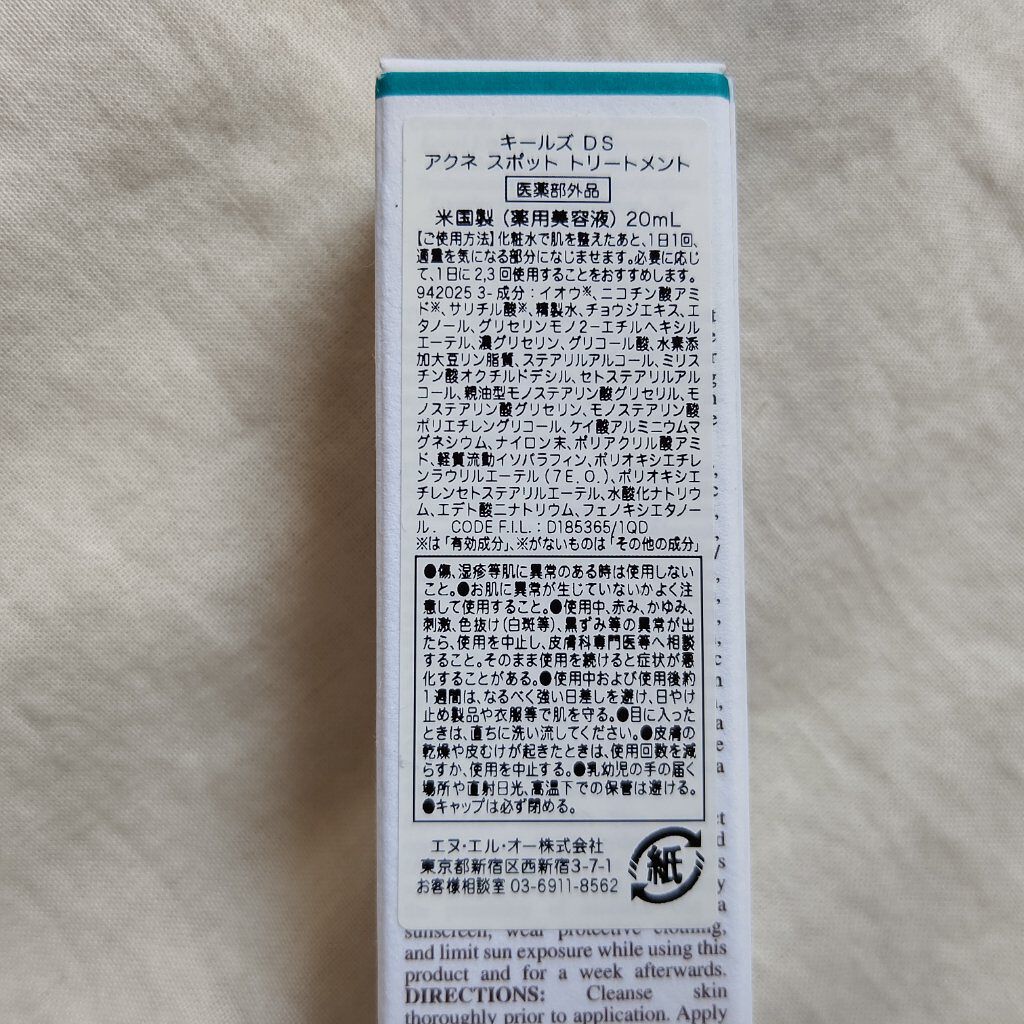 キールズ DS
アクネ スポット トリートメント
医薬部外品
米国製（薬用美容液）20mL
【ご使用方法】化粧水で肌を整えたあと、1日1回、
適量を気になる部分になじませます。必要に応じ
て、1日に2,3回使用することをおすすめします。
942025 3-成分：イオウ※、ニコチン酸アミ
ド※、サリチル酸※、精製水、チョウジエキス、エ
タノール、グリセリンモノ2ーエチルヘキシル
エーテル、濃グリセリン、グリコール酸、水素添
加大豆リン脂質、ステアリルアルコール、ミリス
チン酸オクチルドデシル、セトステアリルアル
コール、親油型モノステアリン酸グリセリル、モ
ノステアリン酸グリセリン、モノステアリン酸
ポリエチレングリコール、ケイ酸アルミニウムマ
グネシウム、ナイロン末、ポリアクリル酸アミ
ド、軽質流動イソパラフィン、ポリオキシエチレ
ンラウリルエーテル(7E.O.)、ポリオキシエ
チレンセトステアリルエーテル、水酸化ナトリウ
ム、エデト酸二ナトリウム、フェノキシエタノー
ル. CODE F.I.L. : D185365/1QD
※は「有効成分」、※がないものは「その他の成分」
●傷、湿疹等肌に異常のある時は使用しない
こと。●お肌に異常が生じていないかよく注
意して使用すること。●使用中、赤み、かゆみ、
刺激、色抜け(白斑等)、黒ずみ等の異常が出
たら、使用を中止し、皮膚科専門医等へ相談
すること。そのまま使用を続けると症状が悪
化することがある。●使用中および使用後約
1週間は、なるべく強い日差しを避け、日やけ
止め製品や衣服等で肌を守る。●目に入った
ときは、直ちに洗い流してください。●皮膚の
乾燥や皮むけが起きたときは、使用回数を減
らすか、使用を中止する。●乳幼児の手の届く
場所や直射日光、高温下での保管は避ける。
●キャップは必ず閉める。
エヌ・エル・オー株式会社
東京都新宿区西新宿3-7-1
お客様相談室 03-6911-8562
紙
sunscreen, wear protective clothing,
and limit sun exposure while using this
product and for a week afterwards.
DIRECTIONS: Cleanse skin
thoroughly prior to application. Apply